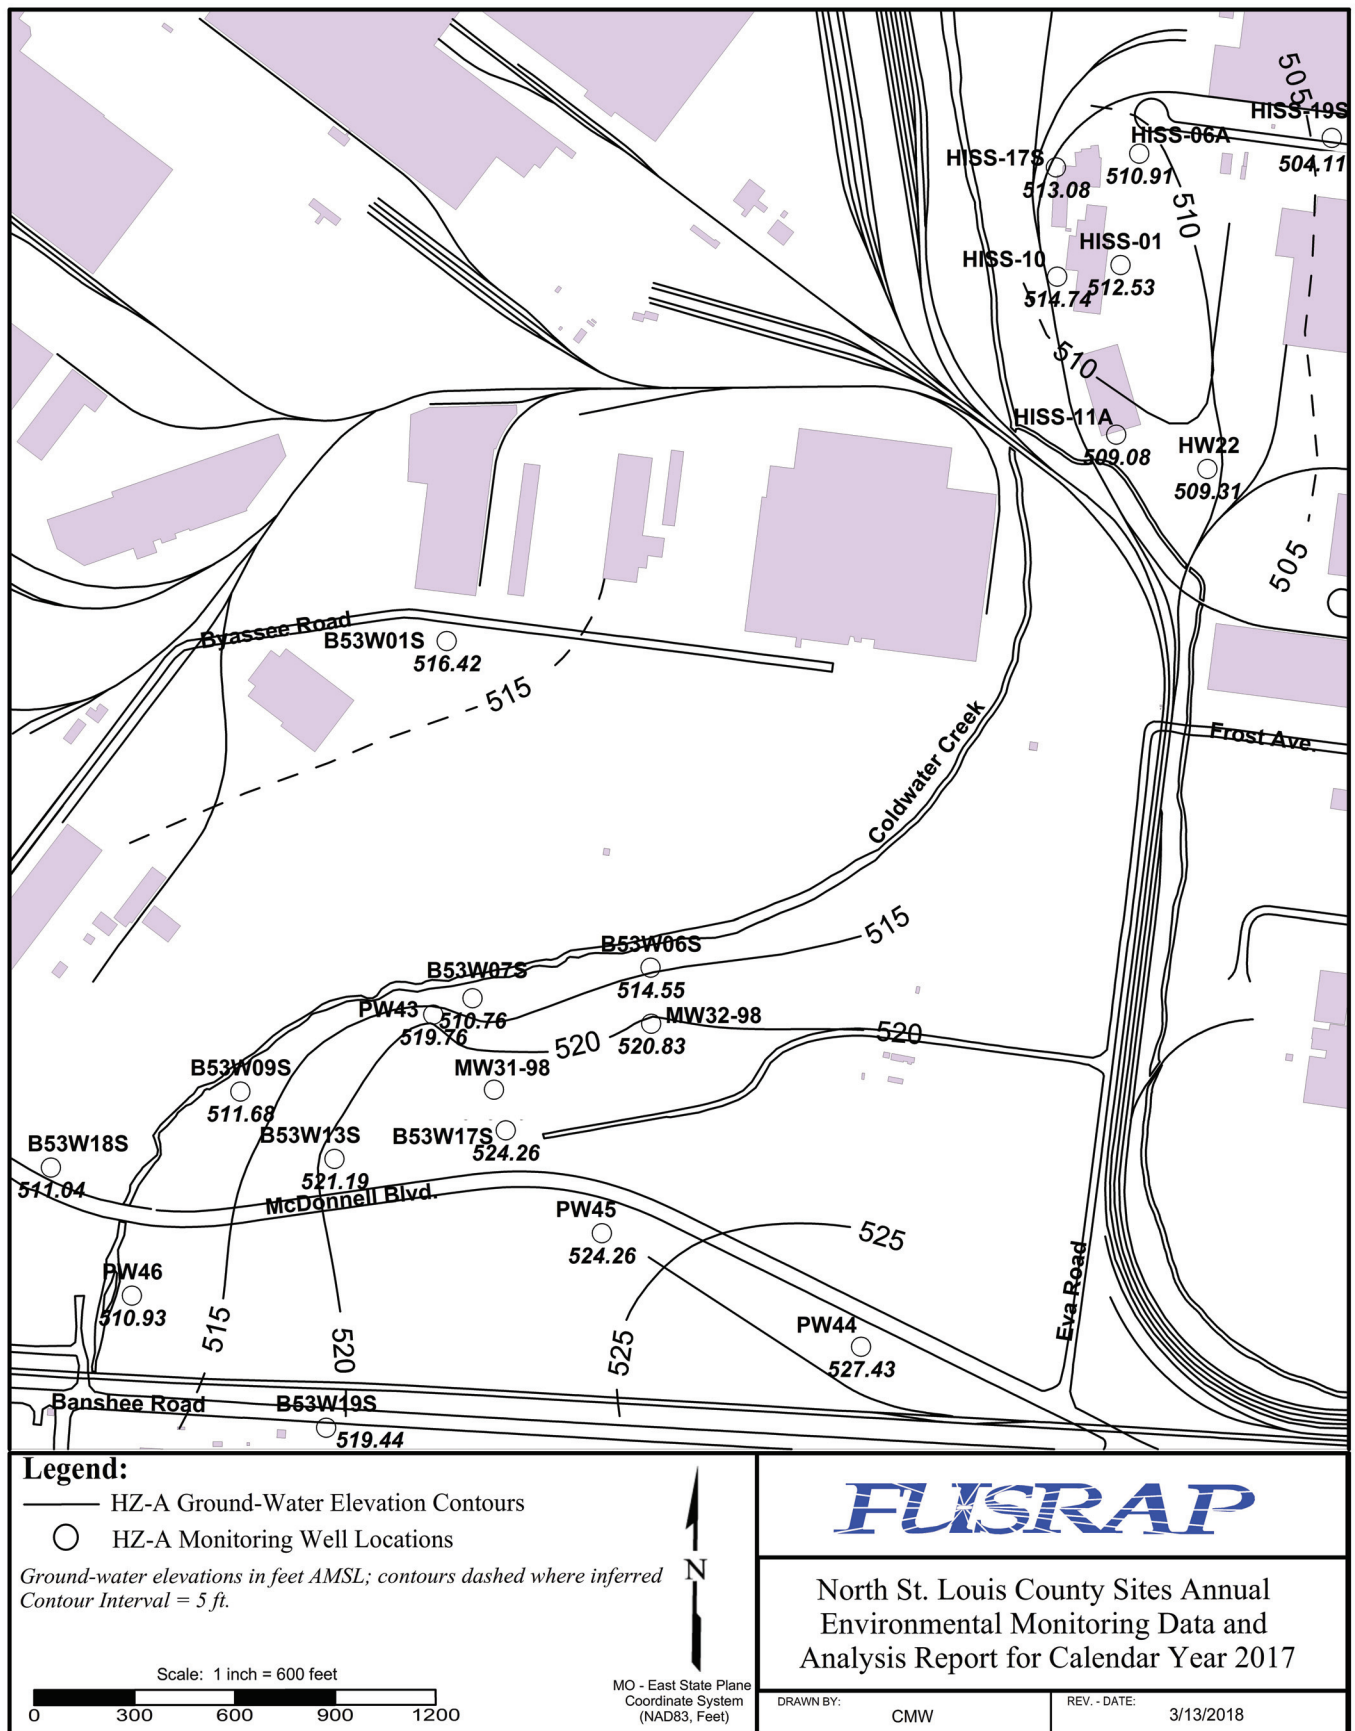 505
HISS-19S
504.11
HISS-06A
510.91
HISS-17S
513.08
510
HISS-01
512.53
HISS-10
514.74
510
HISS-11A
509.08
HW22
509.31
505
Byassee Road
B53W01S
516.42
515
Coldwater Creek
Frost Ave.
515
B53W06S
514.55
B53W07S
510.76
PW43
519.76
MW32-98
520.83
520
520
MW31-98
B53W09S
511.68
B53W13S
521.19
B53W17S
524.26
B53W18S
511.04
McDonnell Blvd.
PW45
524.26
525
Eva Road
PW46
510.93
515
520
525
PW44
527.43
Banshee Road
B53W19S
519.44
Legend:
HZ-A Ground-Water Elevation Contours
HZ-A Monitoring Well Locations
Ground-water elevations in feet AMSL; contours dashed where inferred
Contour Interval = 5 ft.
Scale: 1 inch = 600 feet
0 300 600 900 1200
N
MO - East State Plane
Coordinate System
(NAD83, Feet)
FUSRAP
North St. Louis County Sites Annual
Environmental Monitoring Data and
Analysis Report for Calendar Year 2017
DRAWN BY:
CMW
REV. - DATE:
3/13/2018